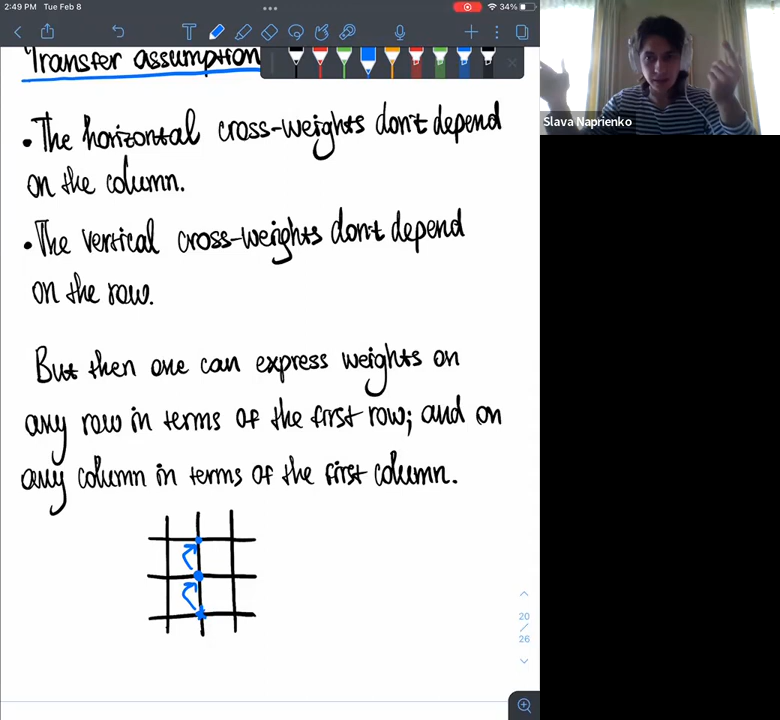 2:49 PM Tue Feb 8
34%
Transfer assumption
• The horizontal cross-weights don't depend
on the column.
• The vertical cross-weights don't depend
on the row.
But then one can express weights on
any row in terms of the first row; and on
any column in terms of the first column.
20
/
26
Slava Naprienko